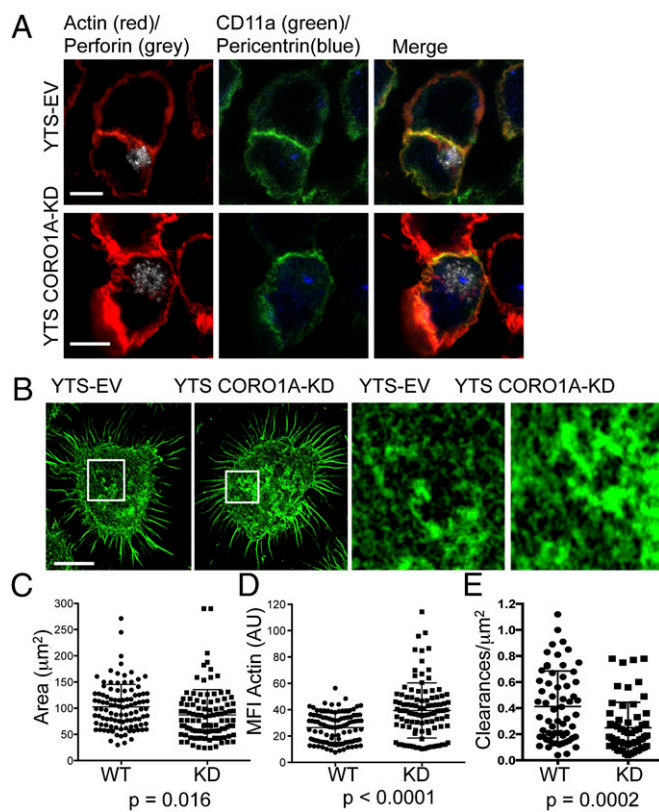 A
Actin (red)/
Perforin (grey)
CD11a (green)/
Pericentrin(blue)
Merge
YTS-EV
YTS CORO1A-KD
B
YTS-EV
YTS CORO1A-KD
YTS-EV
YTS CORO1A-KD
C
Area (μm²)
300
250
200
150
100
50
0
WT
KD
p = 0.016
D
MFI Actin (AU)
120
100
80
60
40
20
0
WT
KD
p < 0.0001
E
Clearances/μm²
1.2
1.0
0.8
0.6
0.4
0.2
0.0
WT
KD
p = 0.0002